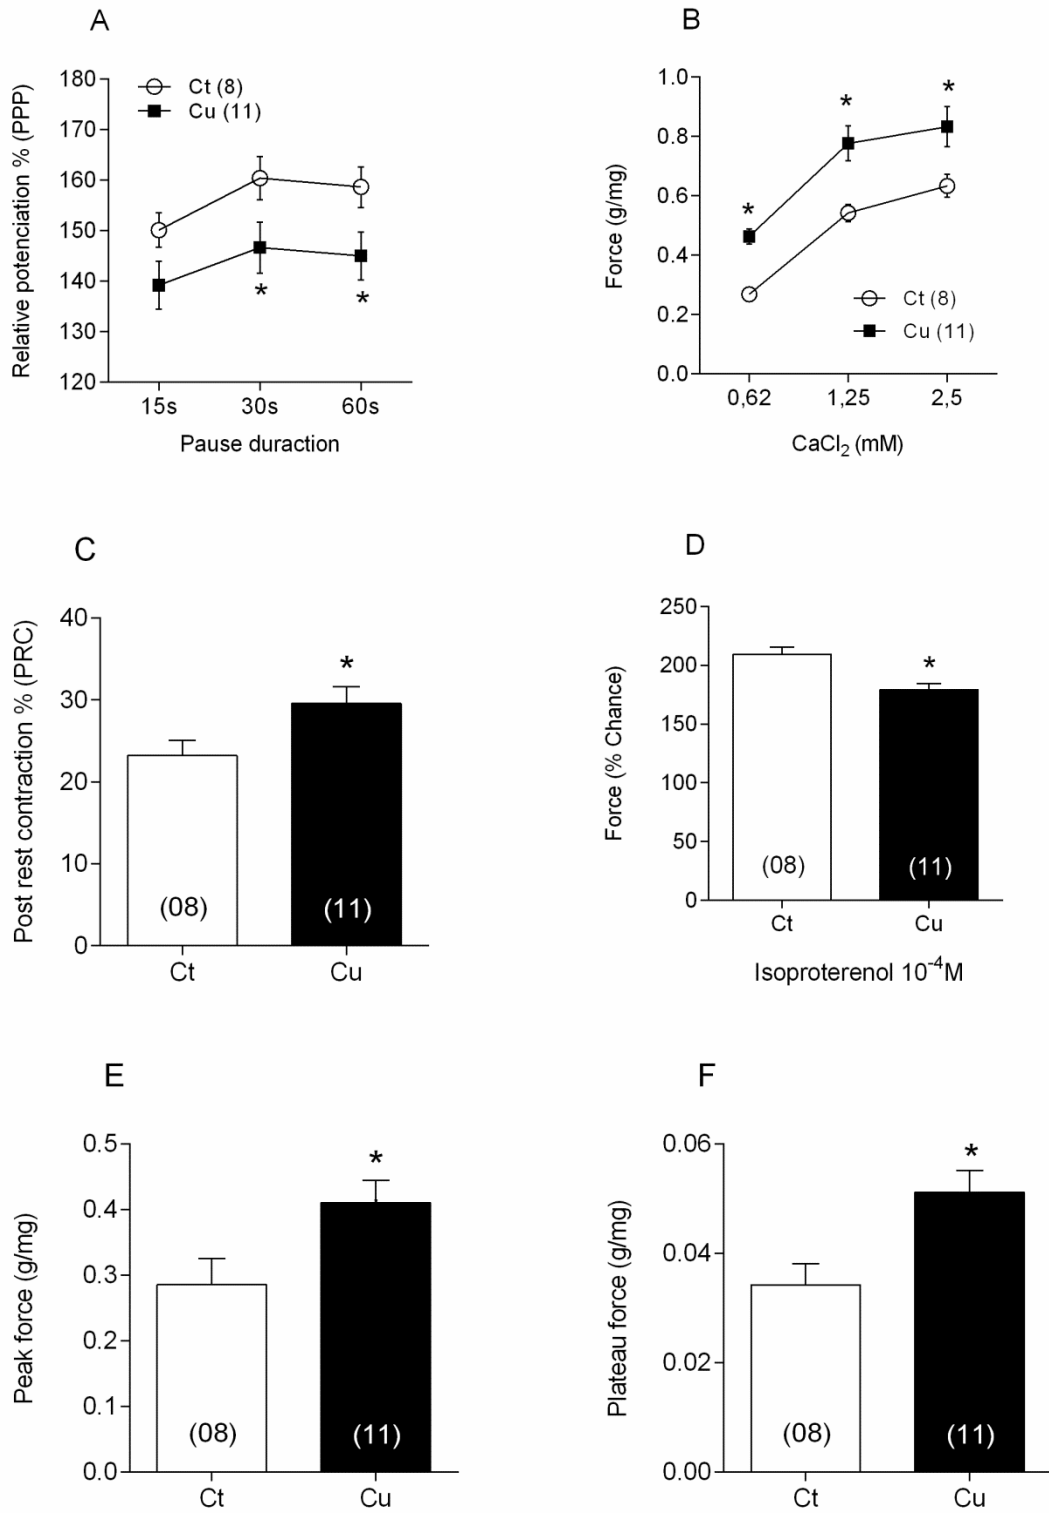 A
Relative potenciation % (PPP)
180
170
160
150
140
130
120
Ct (8)
Cu (11)
*
*
15s
30s
60s
Pause duraction
B
Force (g/mg)
1.0
0.8
0.6
0.4
0.2
0.0
*
*
*
Ct (8)
Cu (11)
0,62
1,25
2,5
CaCl₂ (mM)
C
Post rest contraction % (PRC)
40
30
20
10
0
*
(08)
(11)
Ct
Cu
D
Force (% Chance)
250
200
150
100
50
0
*
(08)
(11)
Ct
Cu
Isoproterenol 10⁻⁴M
E
Peak force (g/mg)
0.5
0.4
0.3
0.2
0.1
0.0
*
(08)
(11)
Ct
Cu
F
Plateau force (g/mg)
0.06
0.04
0.02
0.00
*
(08)
(11)
Ct
Cu